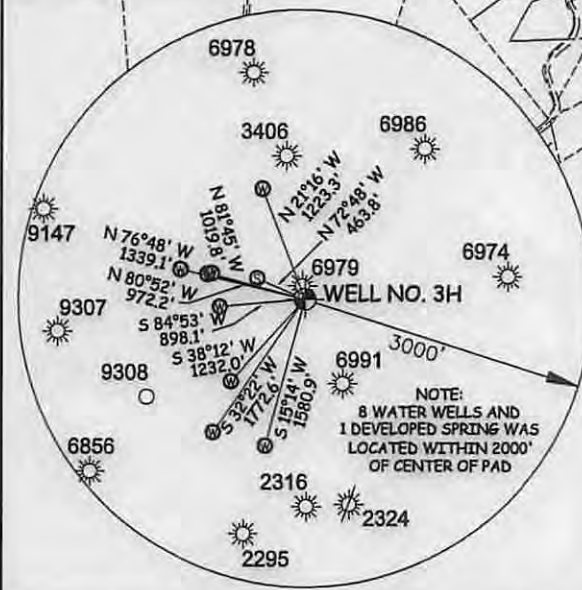 6978
3406
6986
N 21°16' W
1223.3'
N 72°48' W
463.8'
N 81°45' W
1019.8'
9147
N 76°48' W
1339.1'
N 80°52' W
972.2'
6974
6979
WELL NO. 3H
9307
S 84°53' W
898.1'
3000'
S 38°12' W
1232.0'
9308
S 32°22' W
1772.6'
S 15°14' W
1580.9'
6991
NOTE:
8 WATER WELLS AND
1 DEVELOPED SPRING WAS
LOCATED WITHIN 2000'
OF CENTER OF PAD
6856
2316
2324
2295
W
W
W
S
W
W
W
W